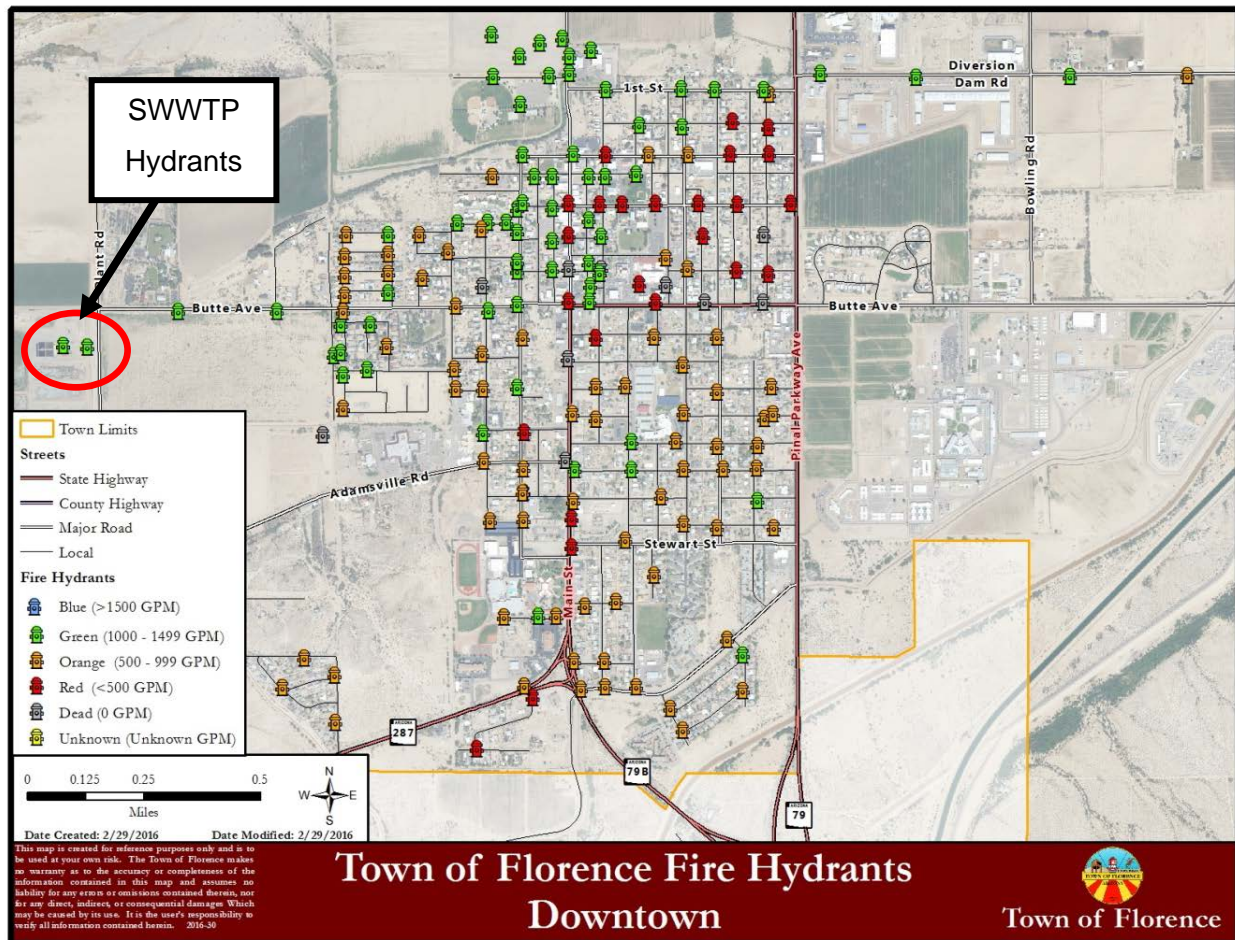 SWWTP
Hydrants
Diversion
Dam Rd
1st St
Bowling Rd
Plant Rd
Butte Ave
Butte Ave
Pinal Parkway Ave
Adamsville Rd
Stewart St
Main St
ARIZONA
287
ARIZONA
79B
ARIZONA
79
Town Limits
Streets
State Highway
County Highway
Major Road
Local
Fire Hydrants
Blue (>1500 GPM)
Green (1000 - 1499 GPM)
Orange (500 - 999 GPM)
Red (<500 GPM)
Dead (0 GPM)
Unknown (Unknown GPM)
0 0.125 0.25 0.5
Miles
N
W E
S
Date Created: 2/29/2016 Date Modified: 2/29/2016
This map is created for reference purposes only and is to
be used at your own risk. The Town of Florence makes
no warranty as to the accuracy or completeness of the
information contained in this map and assumes no
liability for any errors or omissions contained therein, nor
for any direct, indirect, or consequential damages Which
may be caused by its use. It is the user's responsibility to
verify all information contained herein. 2016-30
Town of Florence Fire Hydrants
Downtown
TOWN OF FLORENCE
Town of Florence